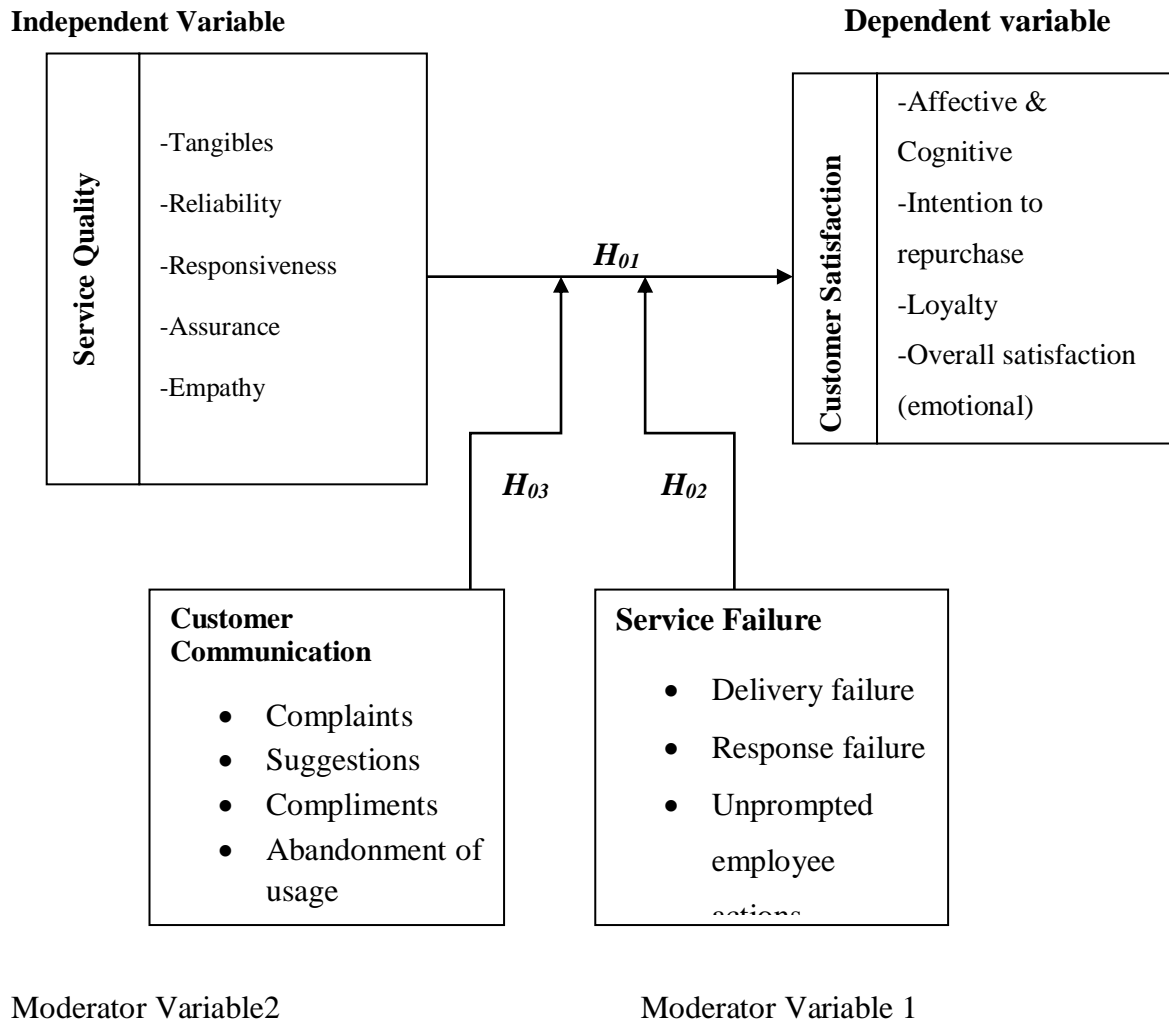 Independent Variable
Dependent variable
Service Quality
-Tangibles
-Reliability
-Responsiveness
-Assurance
-Empathy
H01
Customer Satisfaction
-Affective &
Cognitive
-Intention to
repurchase
-Loyalty
-Overall satisfaction
(emotional)
H03
H02
Customer
Communication
• Complaints
• Suggestions
• Compliments
• Abandonment of
usage
Service Failure
• Delivery failure
• Response failure
• Unprompted
employee
actions
Moderator Variable2
Moderator Variable 1